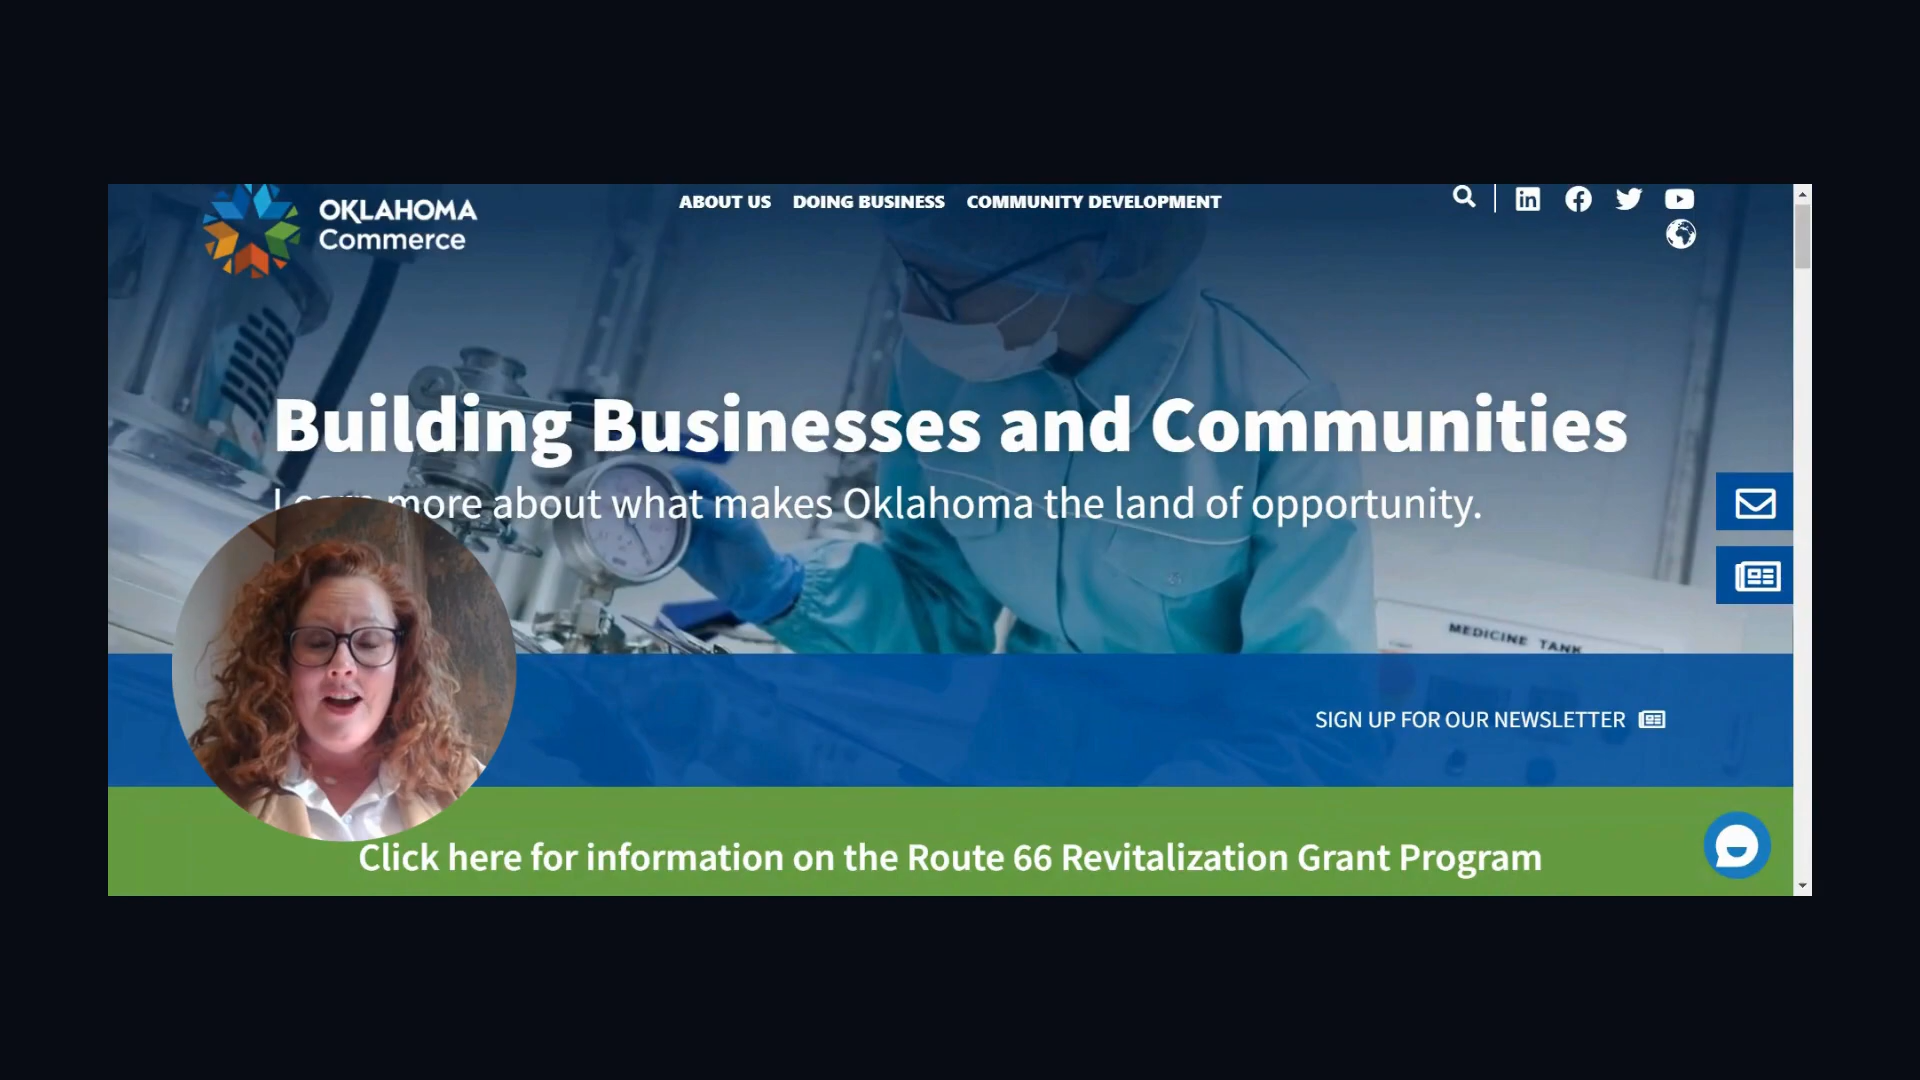 OKLAHOMA
Commerce
ABOUT US DOING BUSINESS COMMUNITY DEVELOPMENT
Building Businesses and Communities
more about what makes Oklahoma the land of opportunity.
MEDICINE TANK
SIGN UP FOR OUR NEWSLETTER
Click here for information on the Route 66 Revitalization Grant Program